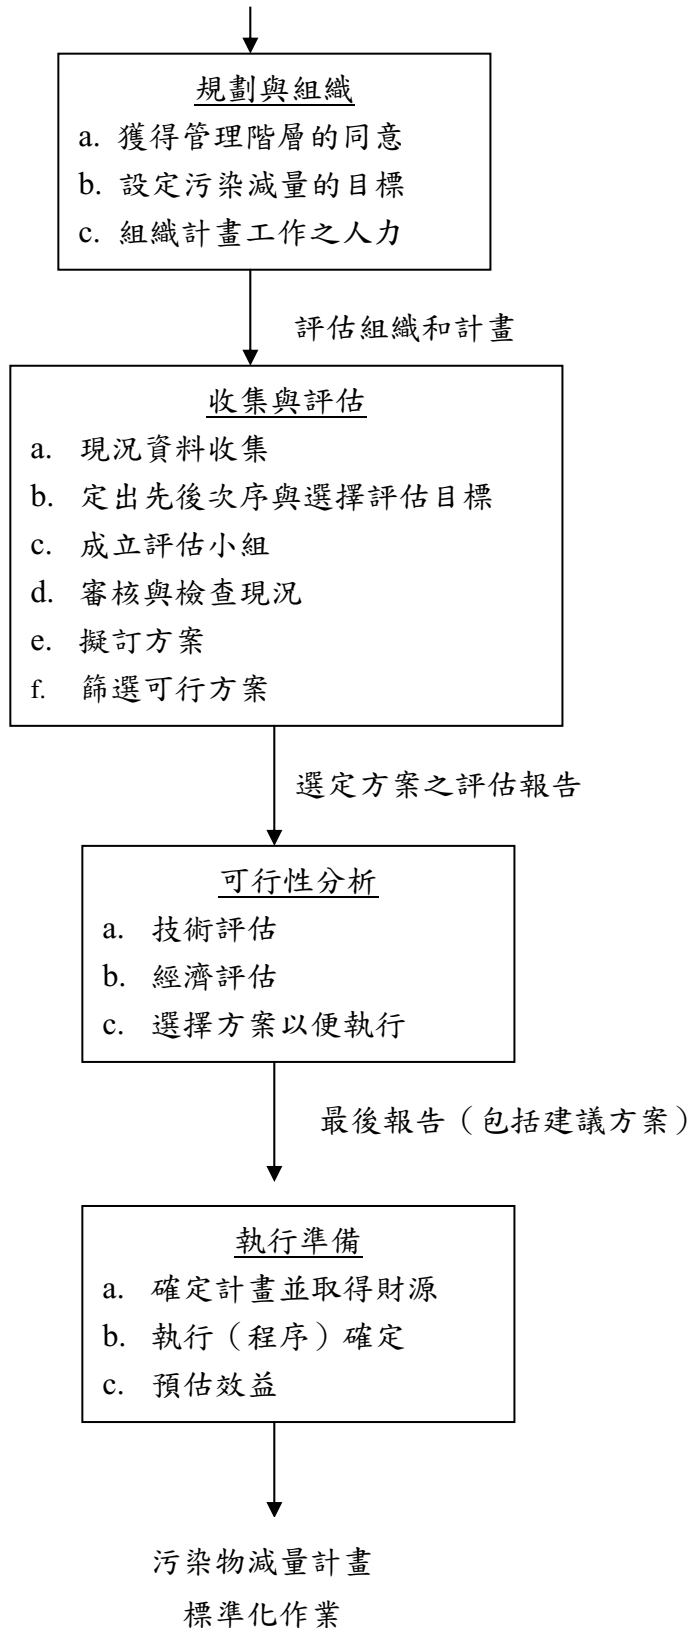 規劃與組織
a. 獲得管理階層的同意
b. 設定污染減量的目標
c. 組織計畫工作之人力
評估組織和計畫
收集與評估
a. 現況資料收集
b. 定出先後次序與選擇評估目標
c. 成立評估小組
d. 審核與檢查現況
e. 擬訂方案
f. 篩選可行方案
選定方案之評估報告
可行性分析
a. 技術評估
b. 經濟評估
c. 選擇方案以便執行
最後報告（包括建議方案）
執行準備
a. 確定計畫並取得財源
b. 執行（程序）確定
c. 預估效益
污染物減量計畫
標準化作業